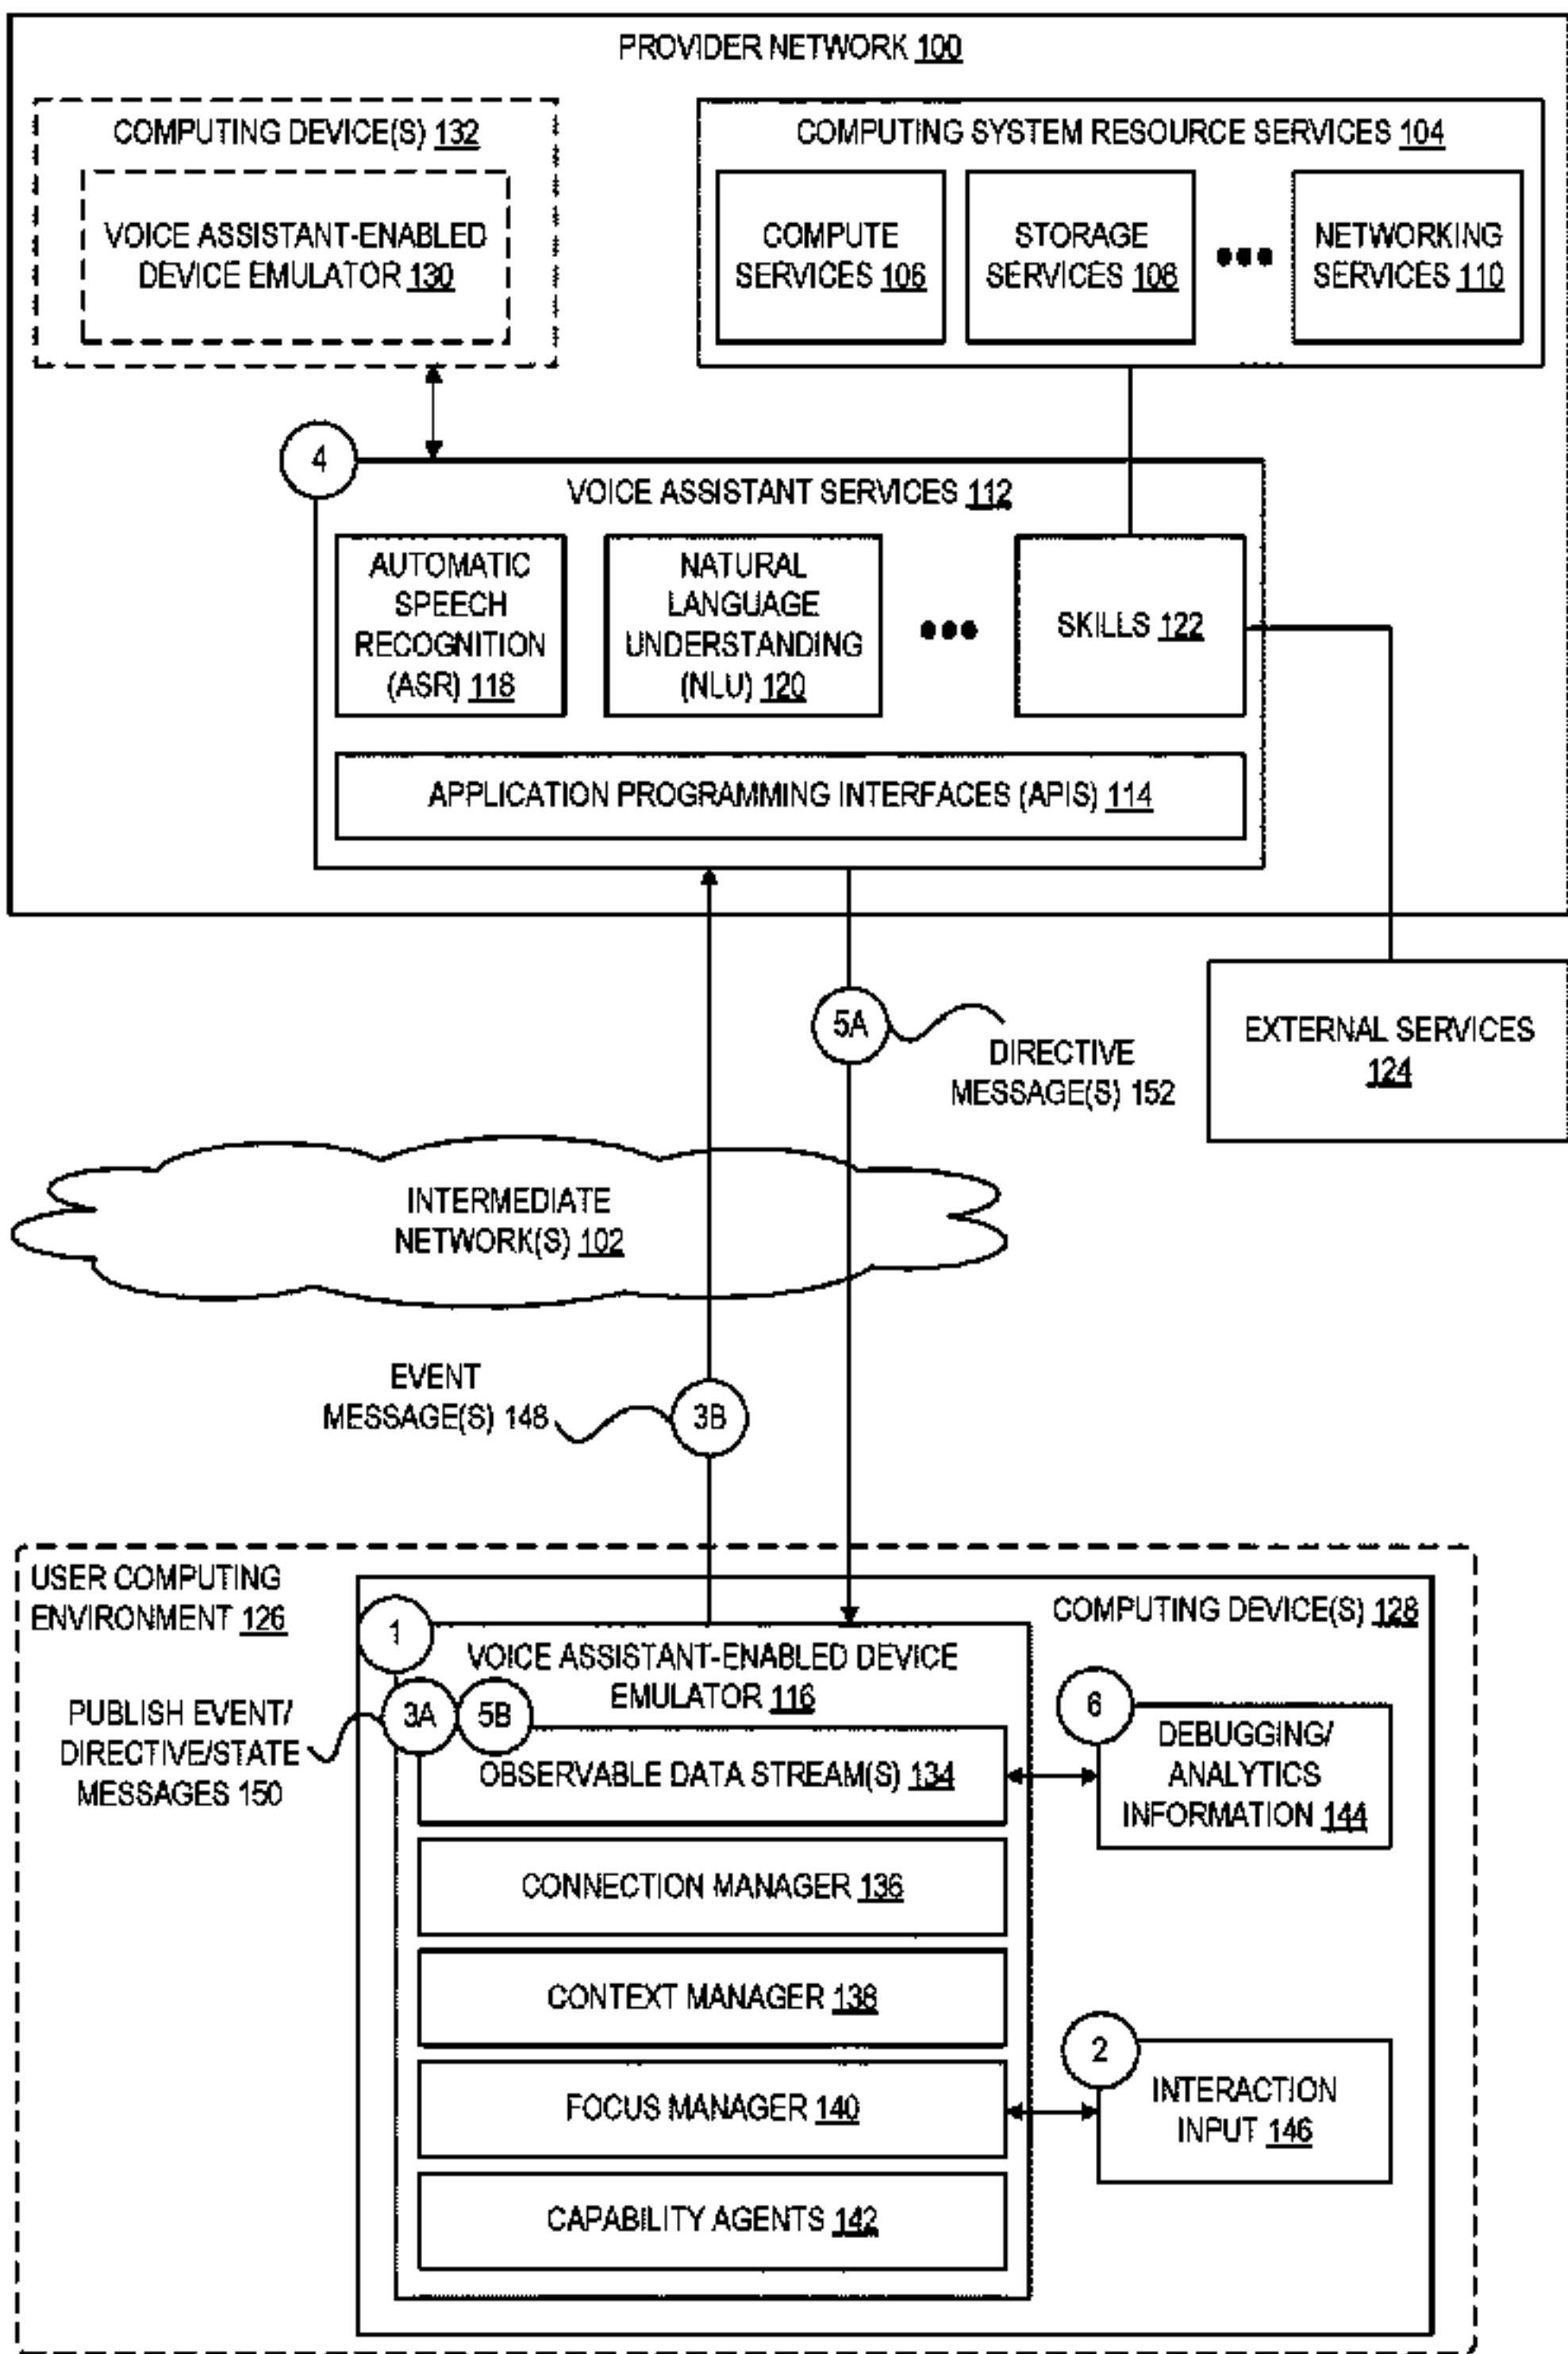 PROVIDER NETWORK 100
COMPUTING DEVICE(S) 132
VOICE ASSISTANT-ENABLED
DEVICE EMULATOR 130
COMPUTING SYSTEM RESOURCE SERVICES 104
COMPUTE
SERVICES 106
STORAGE
SERVICES 108
NETWORKING
SERVICES 110
4
VOICE ASSISTANT SERVICES 112
AUTOMATIC
SPEECH
RECOGNITION
(ASR) 118
NATURAL
LANGUAGE
UNDERSTANDING
(NLU) 120
SKILLS 122
APPLICATION PROGRAMMING INTERFACES (APIS) 114
5A
DIRECTIVE
MESSAGE(S) 152
EXTERNAL SERVICES
124
INTERMEDIATE
NETWORK(S) 102
EVENT
MESSAGE(S) 148
3B
USER COMPUTING
ENVIRONMENT 126
COMPUTING DEVICE(S) 128
1
VOICE ASSISTANT-ENABLED DEVICE
EMULATOR 116
PUBLISH EVENT/
DIRECTIVE/STATE
MESSAGES 150
3A
5B
OBSERVABLE DATA STREAM(S) 134
6
DEBUGGING/
ANALYTICS
INFORMATION 144
CONNECTION MANAGER 136
CONTEXT MANAGER 138
FOCUS MANAGER 140
2
INTERACTION
INPUT 146
CAPABILITY AGENTS 142